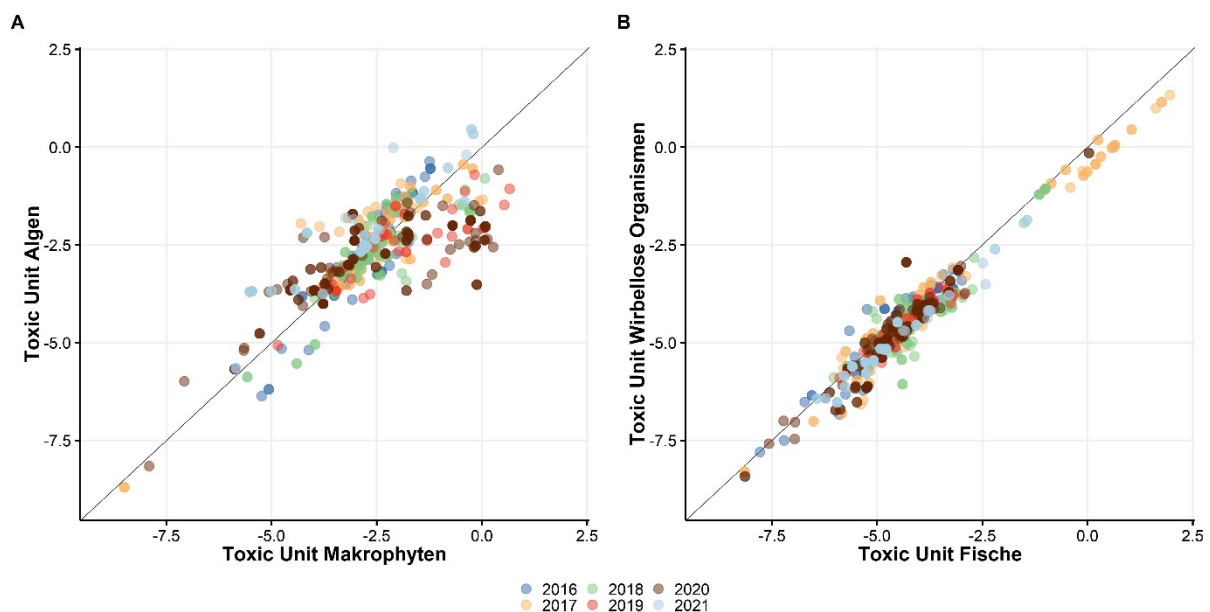 A
B
2.5
0.0
-2.5
-5.0
-7.5
Toxic Unit Algen
-7.5 -5.0 -2.5 0.0 2.5
Toxic Unit Makrophyten
2.5
0.0
-2.5
-5.0
-7.5
Toxic Unit Wirbellose Organismen
-7.5 -5.0 -2.5 0.0 2.5
Toxic Unit Fische
2016 2018 2020
2017 2019 2021